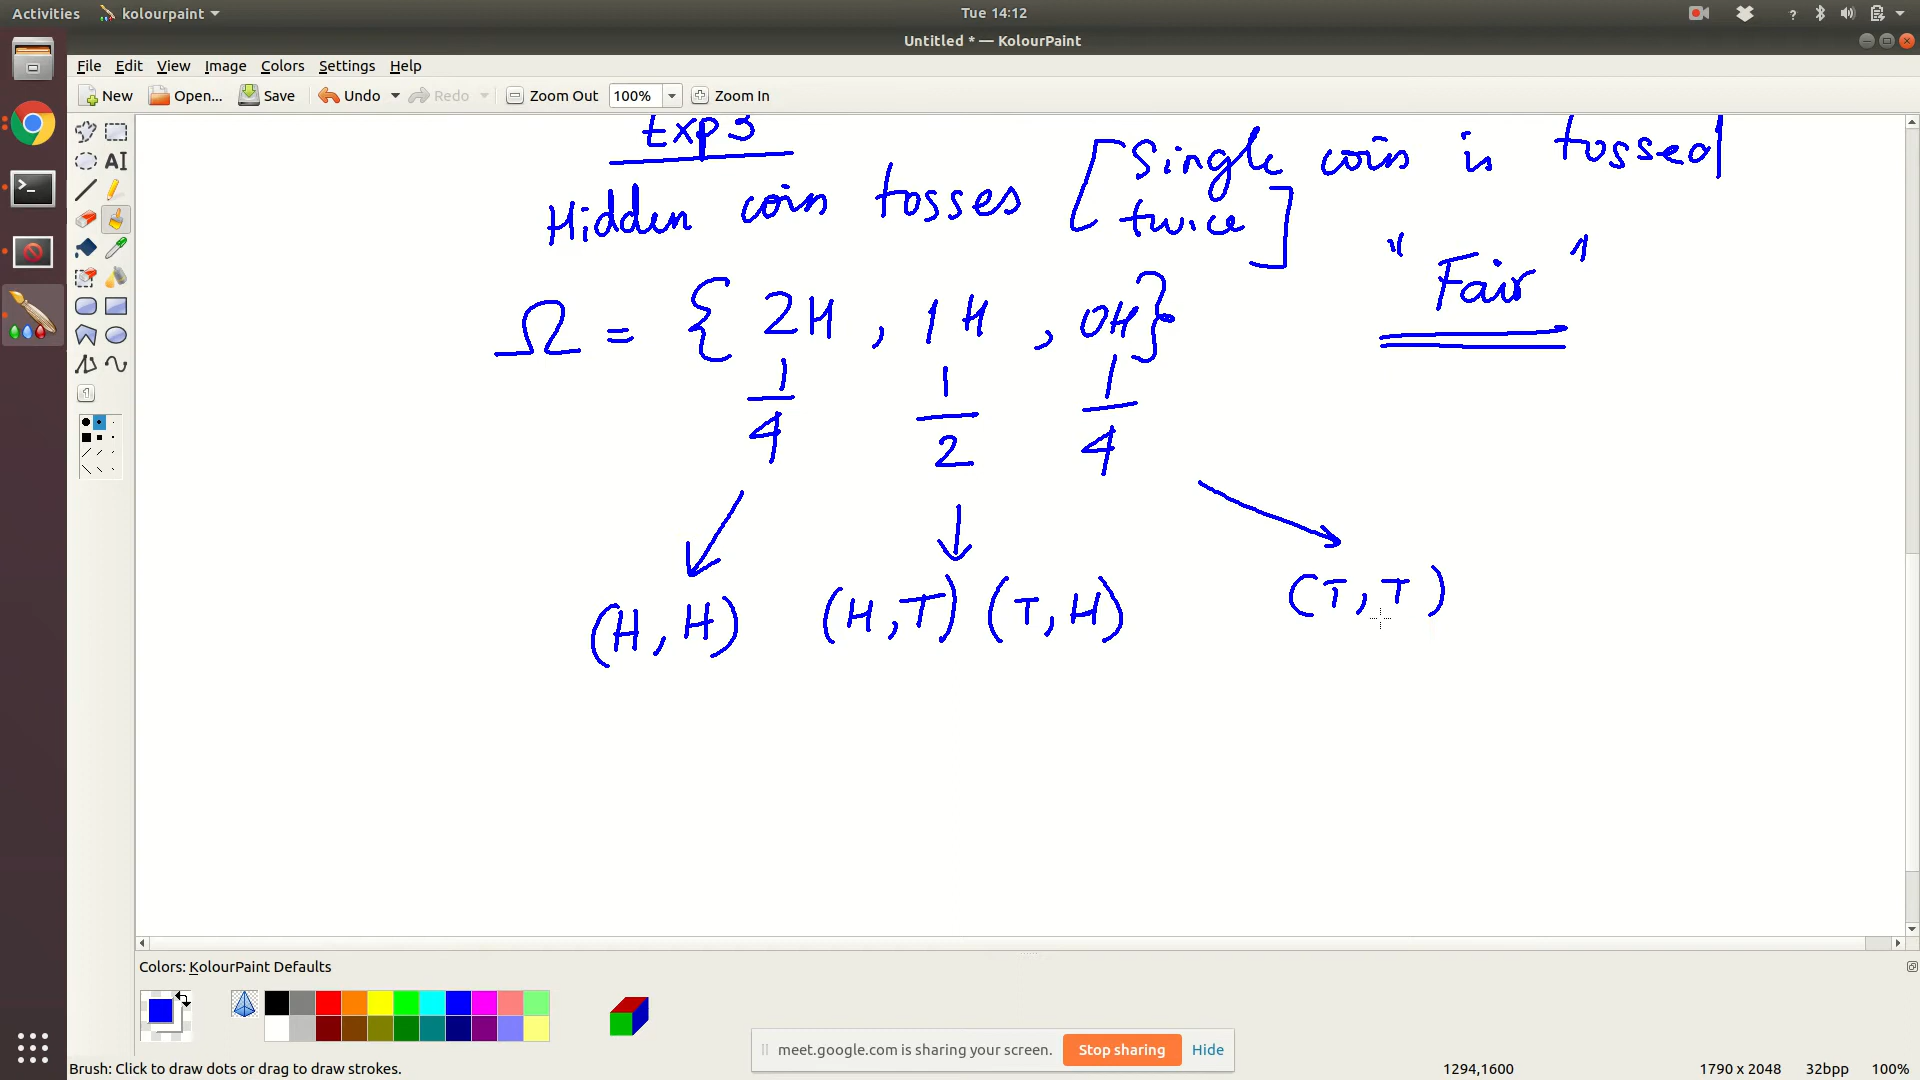 Activities kolourpaint Tue 14:12
Untitled * — KolourPaint
File Edit View Image Colors Settings Help
New Open... Save Undo Redo Zoom Out 100% Zoom In
Exp 3
Hidden coin tosses [Single coin is tossed
twice]
"Fair"
Ω = { 2H , 1H , 0H}
1/4 1/2 1/4
(H, H) (H,T) (T, H) (T, T)
Colors: KolourPaint Defaults
meet.google.com is sharing your screen. Stop sharing Hide
Brush: Click to draw dots or drag to draw strokes. 1294,1600 1790 x 2048 32bpp 100%